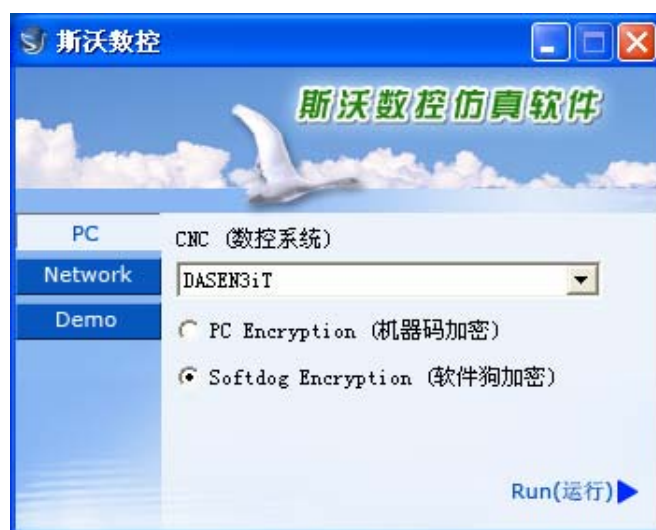 斯沃数控
斯沃数控仿真软件
PC
Network
Demo
CNC (数控系统)
DASEN3iT
PC Encryption (机器码加密)
Softdog Encryption (软件狗加密)
Run(运行)